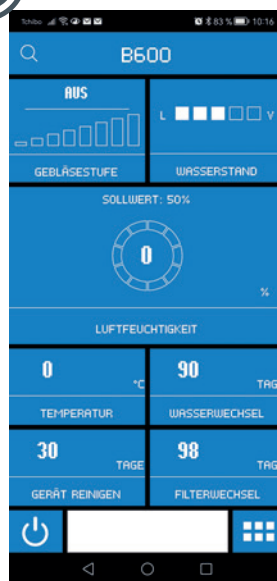 Tchibo 83 % 10:16
B600
AUS
L V
GEBLÄSESTUFE WASSERSTAND
SOLLWERT: 50%
0
%
LUFTFEUCHTIGKEIT
0 °C 90 TAG
TEMPERATUR WASSERWECHSEL
30 TAGE 98 TAG
GERÄT REINIGEN FILTERWECHSEL